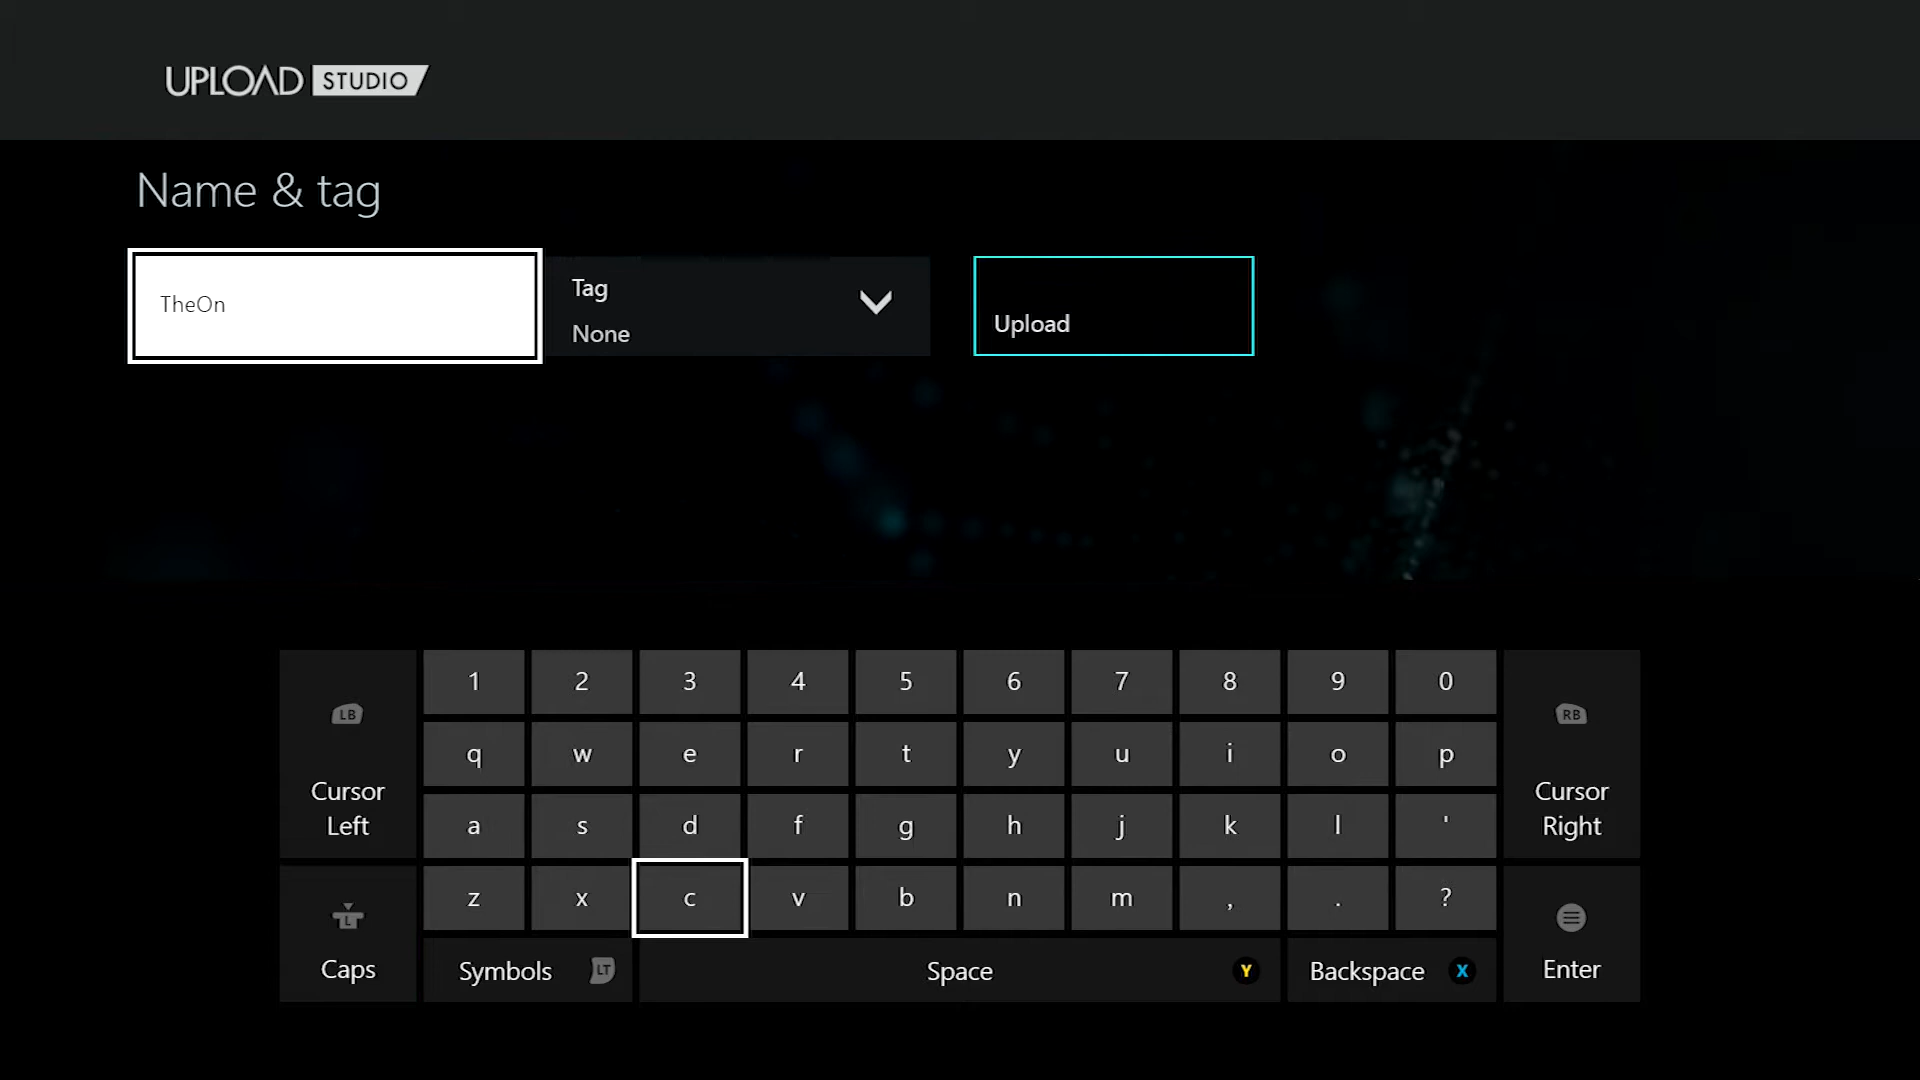 UPLOAD STUDIO
Name & tag
TheOn
Tag
None
Upload
1 2 3 4 5 6 7 8 9 0
q w e r t y u i o p
a s d f g h j k l '
z x c v b n m , . ?
LB
Cursor
Left
RB
Cursor
Right
L
Caps
Symbols LT
Space Y
Backspace X
Enter